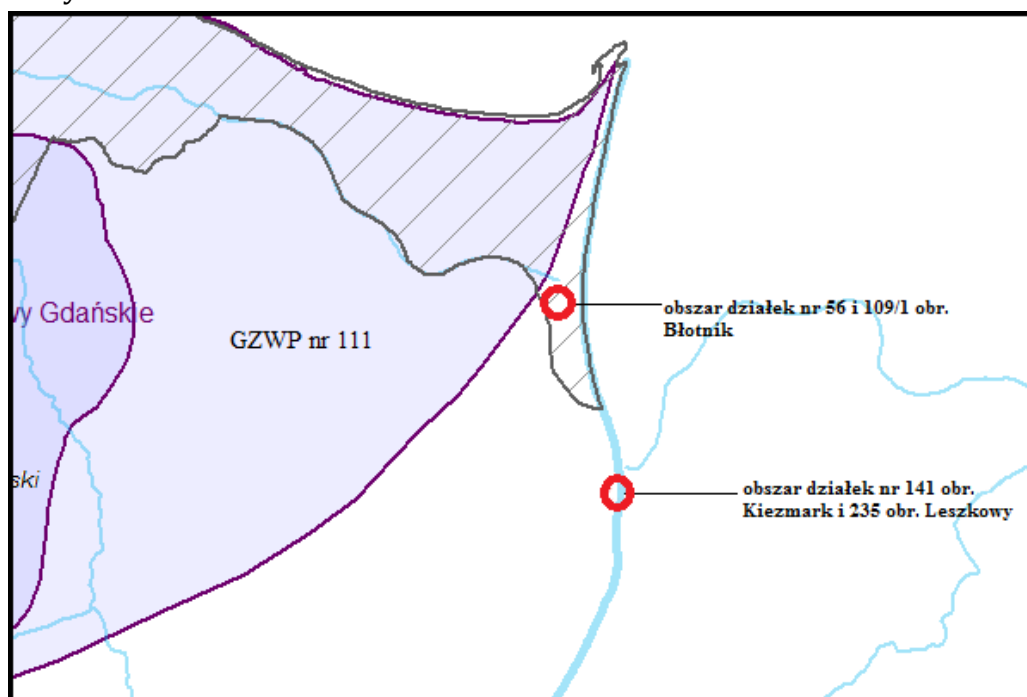 obszar działek nr 56 i 109/1 obr.
Błotnik
wy Gdańskie
GZWP nr 111
ski
obszar działek nr 141 obr.
Kiezmark i 235 obr. Leszkowy